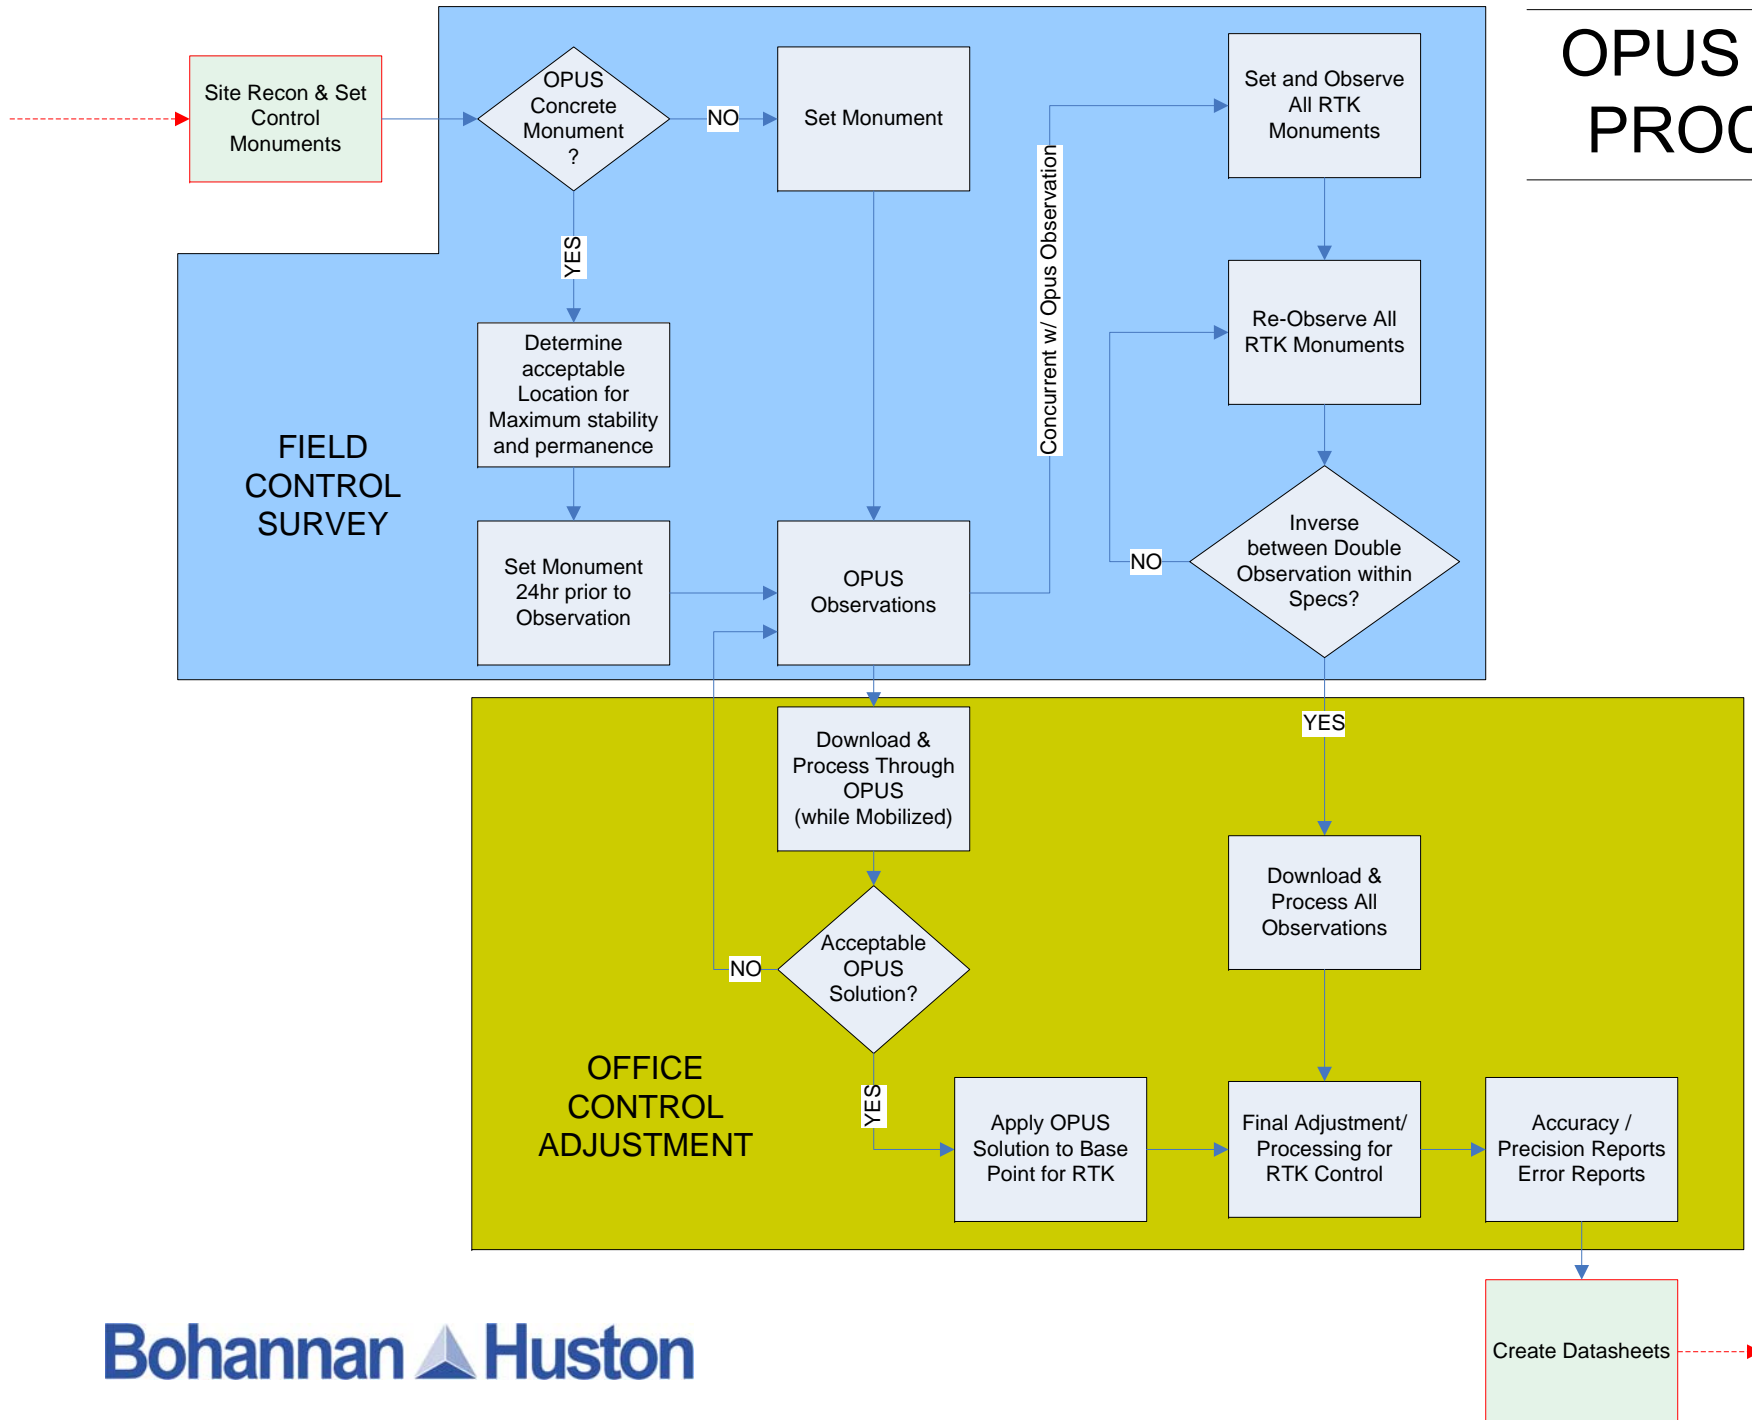 OPUS
PROC
Site Recon & Set
Control
Monuments
OPUS
Concrete
Monument
?
NO
Set Monument
Set and Observe
All RTK
Monuments
YES
Concurrent w/ Opus Observation
Determine
acceptable
Location for
Maximum stability
and permanence
Re-Observe All
RTK Monuments
FIELD
CONTROL
SURVEY
Set Monument
24hr prior to
Observation
OPUS
Observations
NO
Inverse
between Double
Observation within
Specs?
YES
Download &
Process Through
OPUS
(while Mobilized)
Download &
Process All
Observations
NO
Acceptable
OPUS
Solution?
YES
OFFICE
CONTROL
ADJUSTMENT
Apply OPUS
Solution to Base
Point for RTK
Final Adjustment/
Processing for
RTK Control
Accuracy /
Precision Reports
Error Reports
Create Datasheets
Bohannan Huston